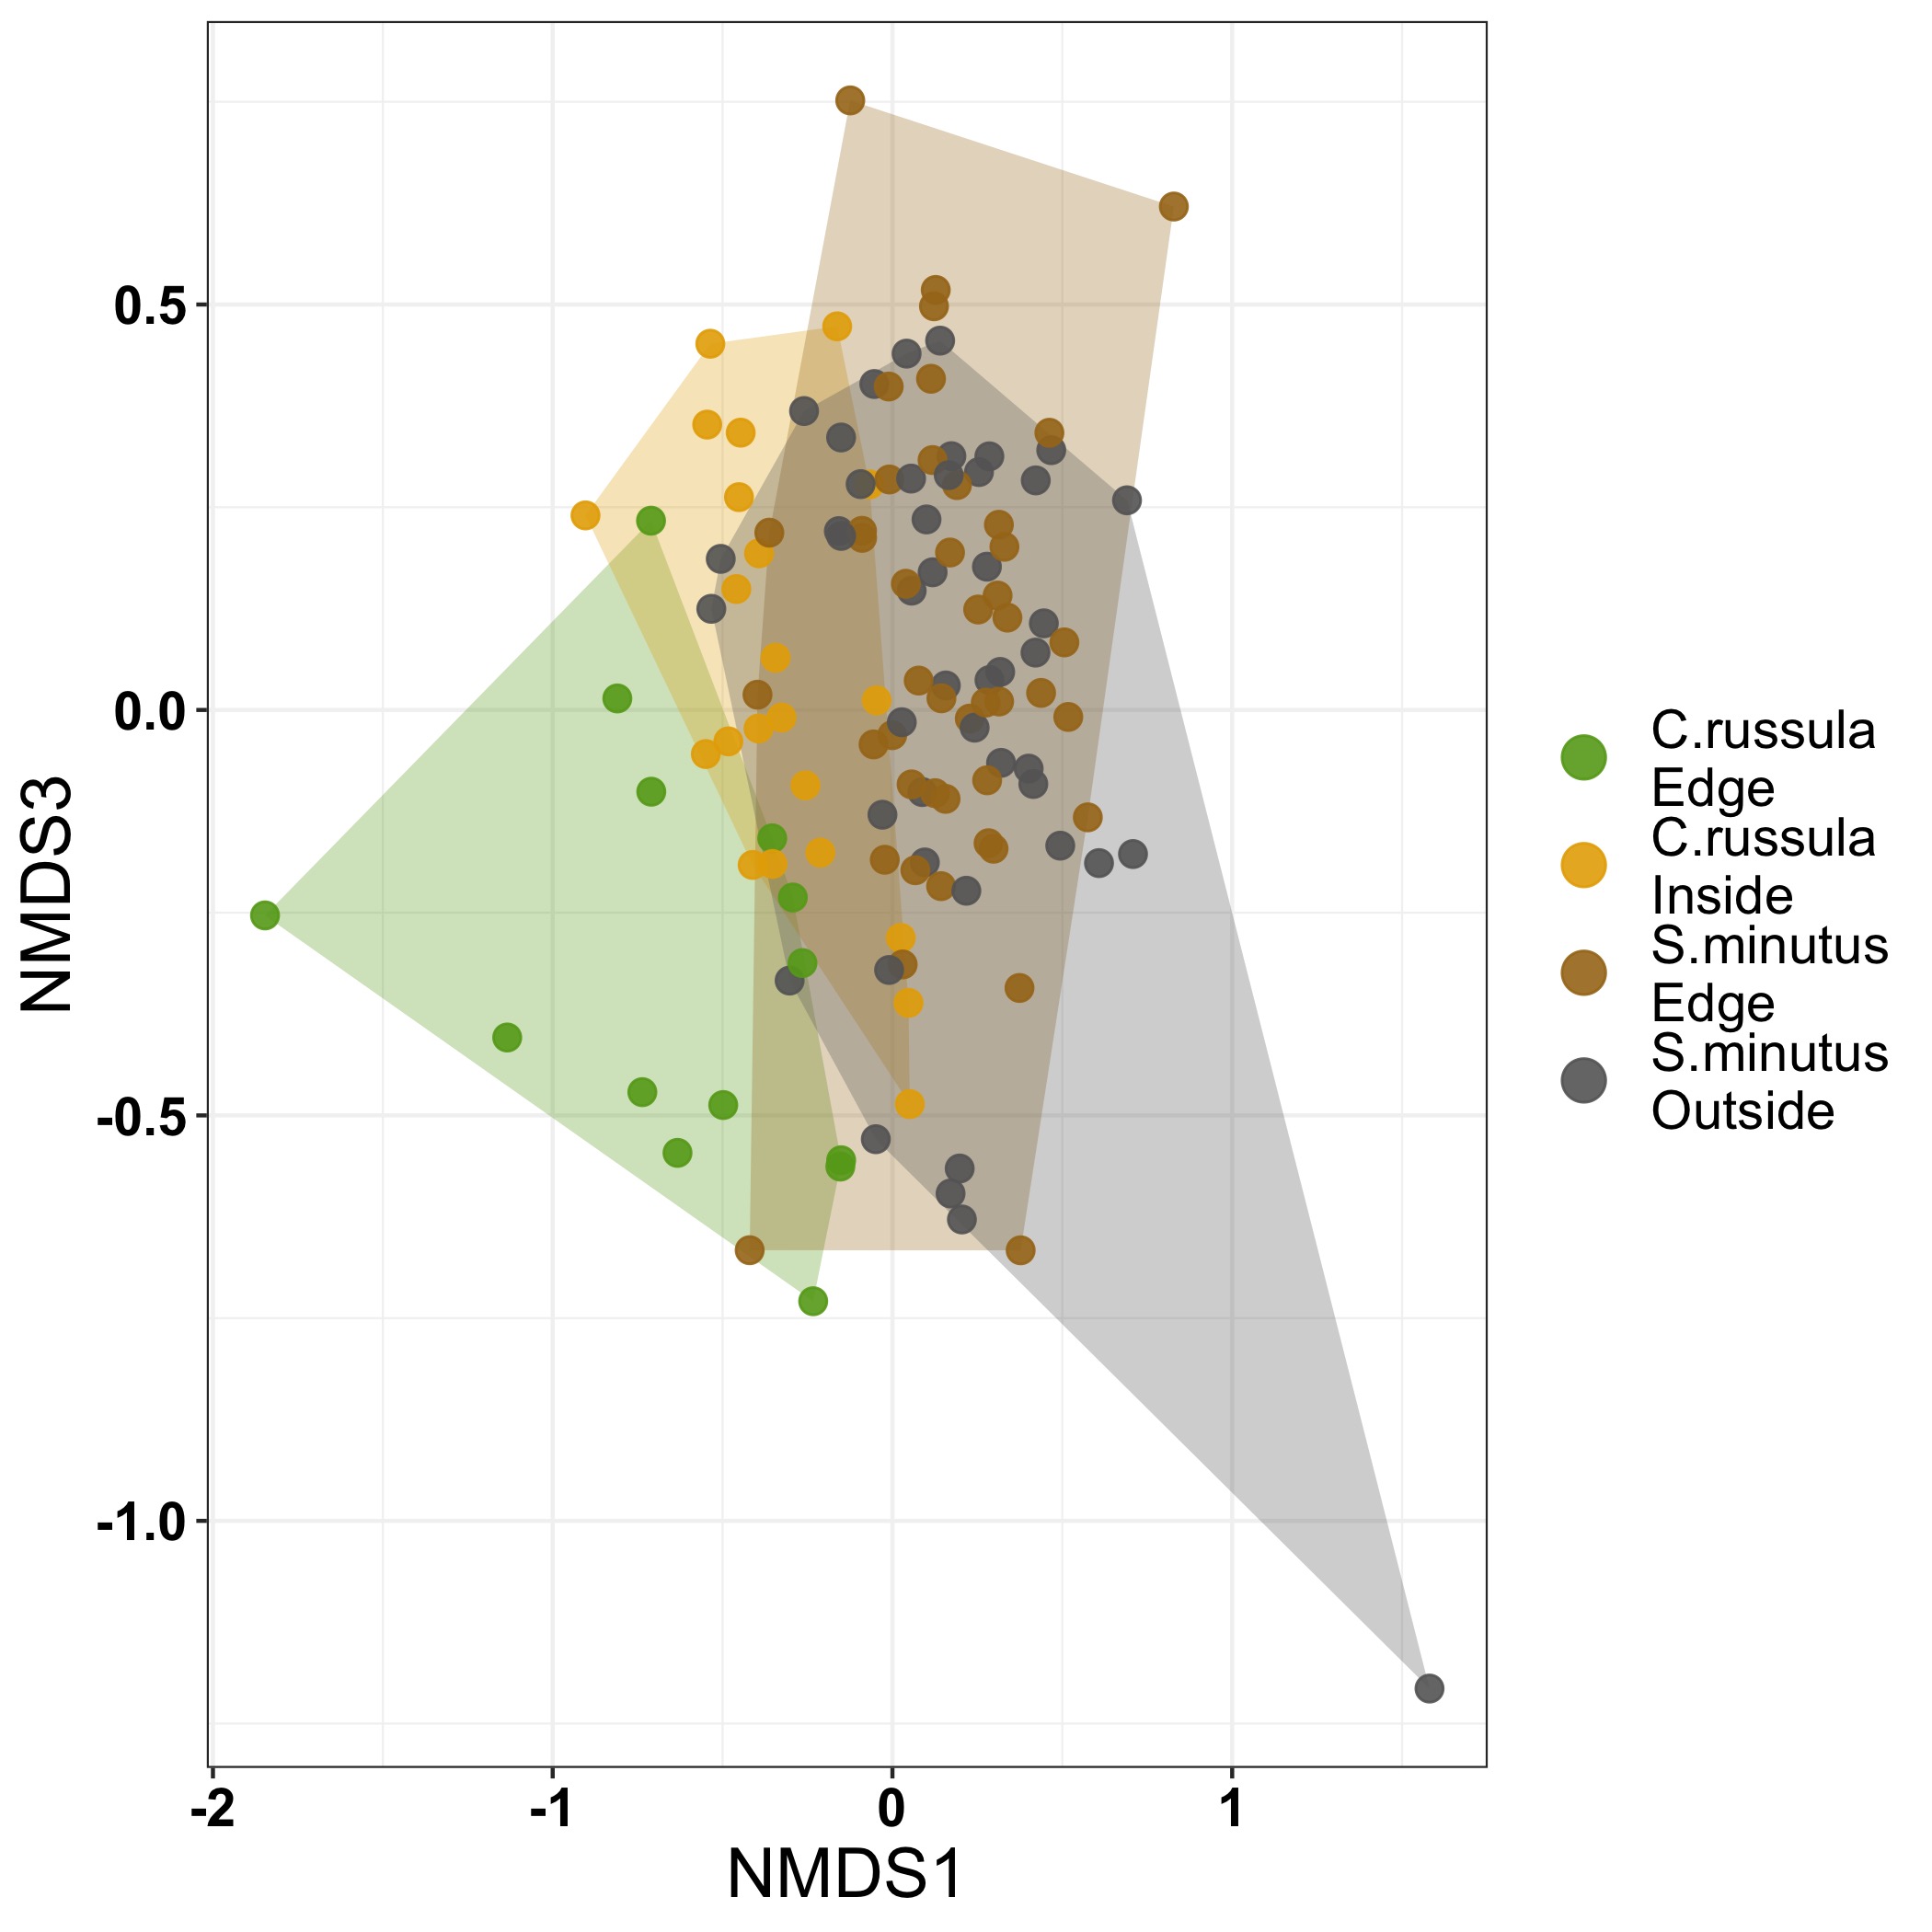 NMDS3
0.5
0.0
-0.5
-1.0
-2
-1
0
1
NMDS1
C.russula
Edge
C.russula
Inside
S.minutus
Edge
S.minutus
Outside